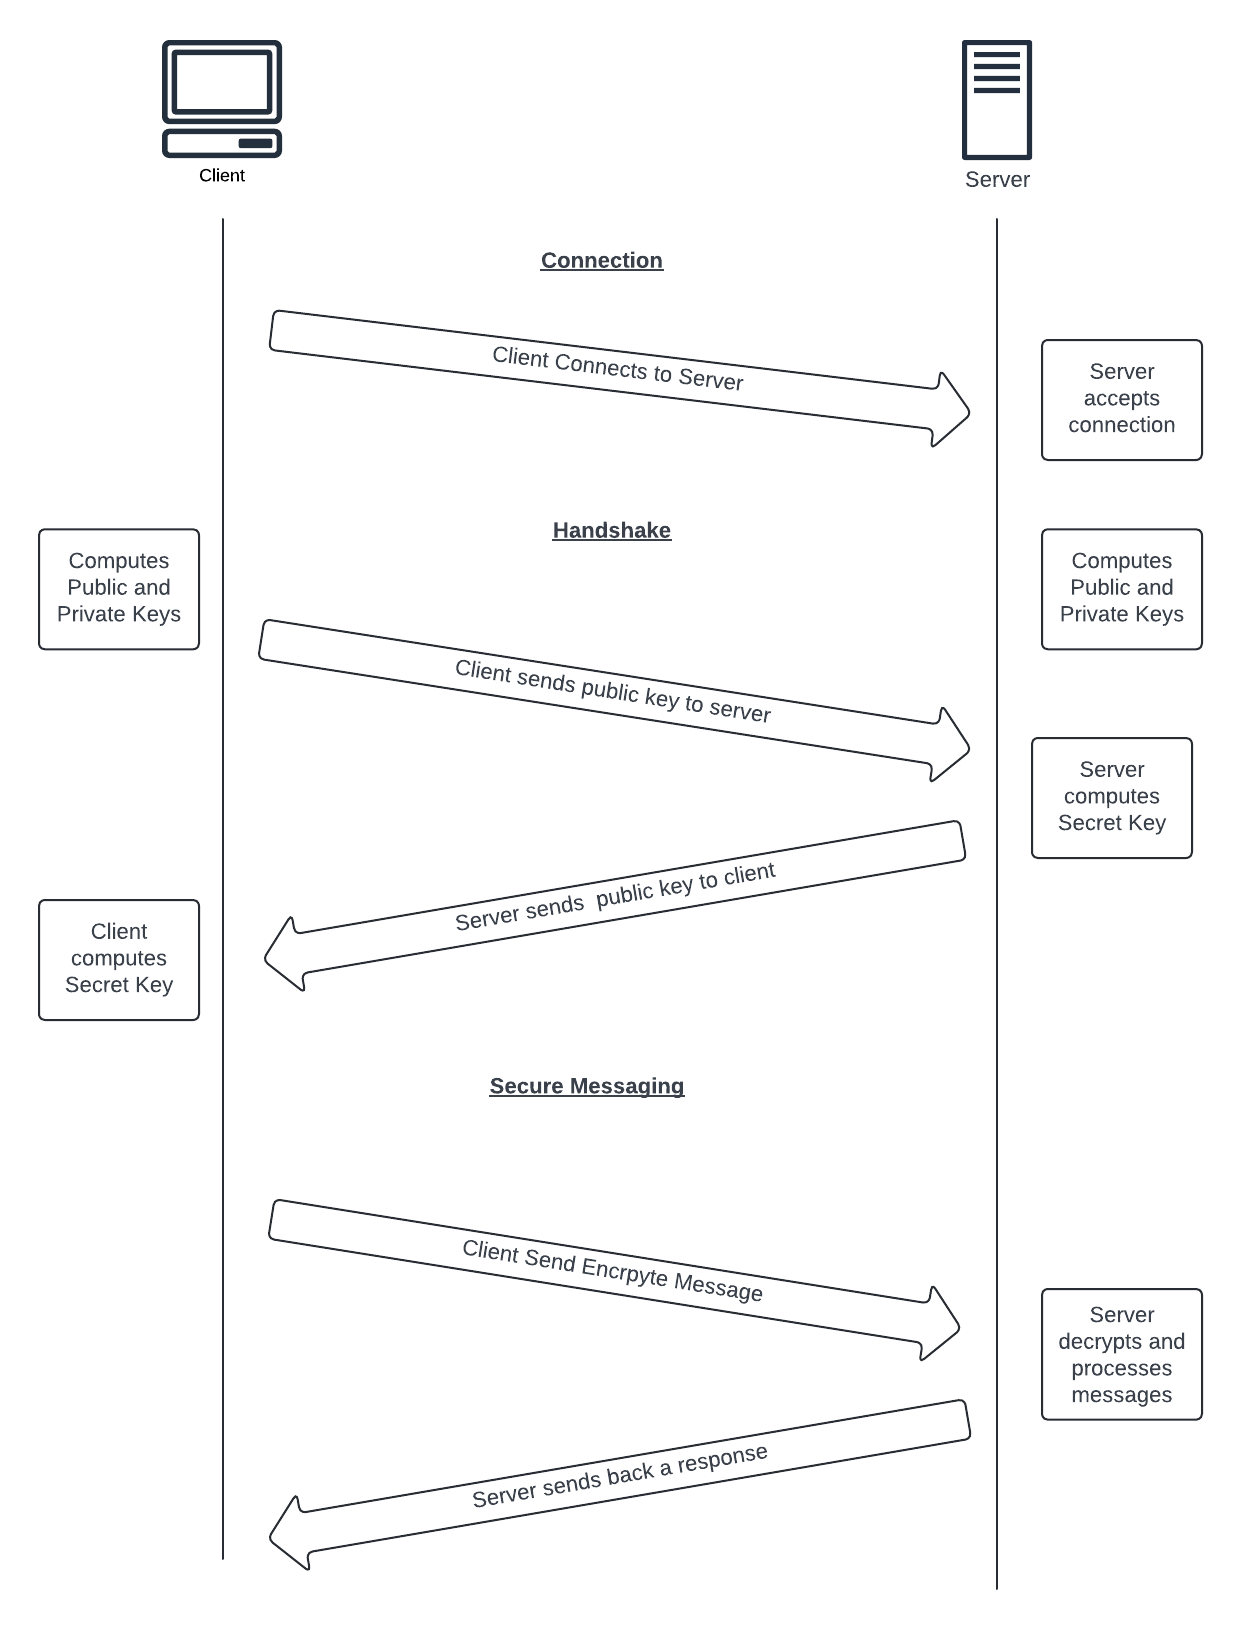 Client
Server
Connection
Client Connects to Server
Server
accepts
connection
Handshake
Computes
Public and
Private Keys
Computes
Public and
Private Keys
Client sends public key to server
Server
computes
Secret Key
Server sends  public key to client
Client
computes
Secret Key
Secure Messaging
Client Send Encrpyte Message
Server
decrypts and
processes
messages
Server sends back a response